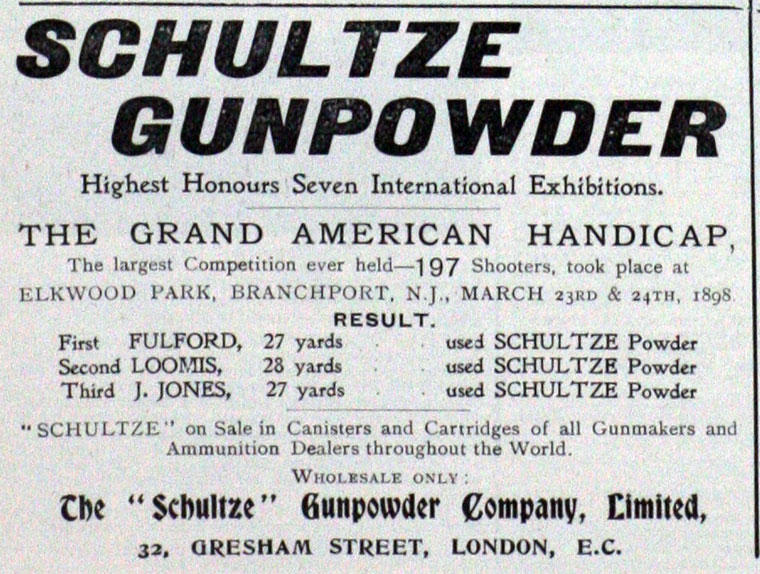 SCHULTZE
GUNPOWDER
Highest Honours Seven International Exhibitions.
THE GRAND AMERICAN HANDICAP,
The largest Competition ever held—197 Shooters, took place at
ELKWOOD PARK, BRANCHPORT, N.J., MARCH 23RD & 24TH, 1898.
RESULT.
First FULFORD, 27 yards . . used SCHULTZE Powder
Second LOOMIS, 28 yards . . used SCHULTZE Powder
Third J. JONES, 27 yards . . used SCHULTZE Powder
"SCHULTZE" on Sale in Canisters and Cartridges of all Gunmakers and
Ammunition Dealers throughout the World.
WHOLESALE ONLY:
The "Schultze" Gunpowder Company, Limited,
32, GRESHAM STREET, LONDON, E.C.